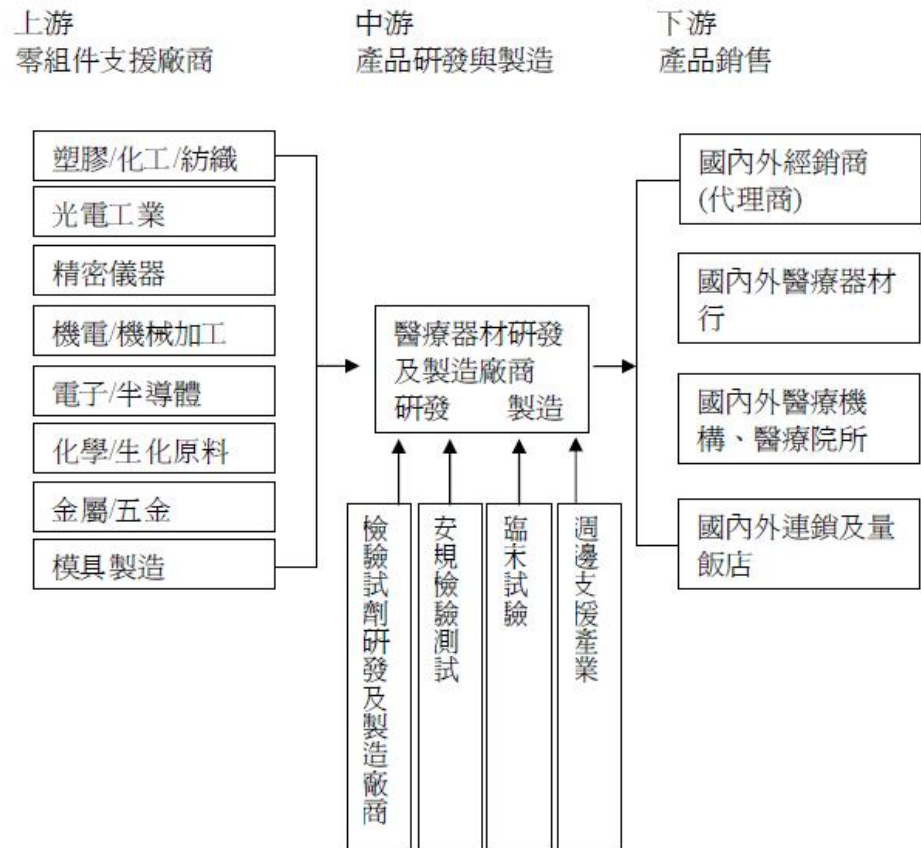 上游
零組件支援廠商
中游
產品研發與製造
下游
產品銷售
塑膠/化工/紡織
光電工業
精密儀器
機電/機械加工
電子/半導體
化學/生化原料
金屬/五金
模具製造
醫療器材研發
及製造廠商
研發 製造
檢驗試劑研發及製造廠商
安規檢驗測試
臨末試驗
週邊支援產業
國內外經銷商
(代理商)
國內外醫療器材
行
國內外醫療機
構、醫療院所
國內外連鎖及量
飯店